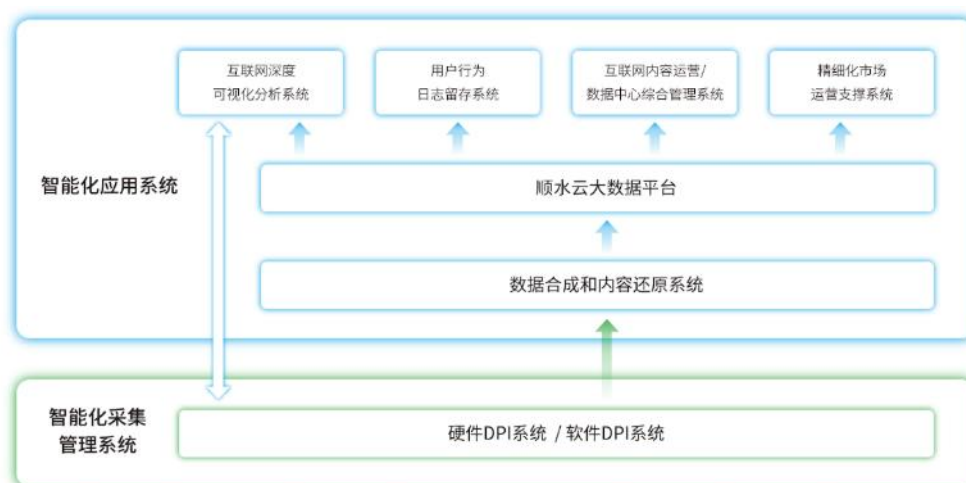 互联网深度
可视化分析系统
用户行为
日志留存系统
互联网内容运营/
数据中心综合管理系统
精细化市场
运营支撑系统
智能化应用系统
顺水云大数据平台
数据合成和内容还原系统
智能化采集
管理系统
硬件DPI系统 / 软件DPI系统